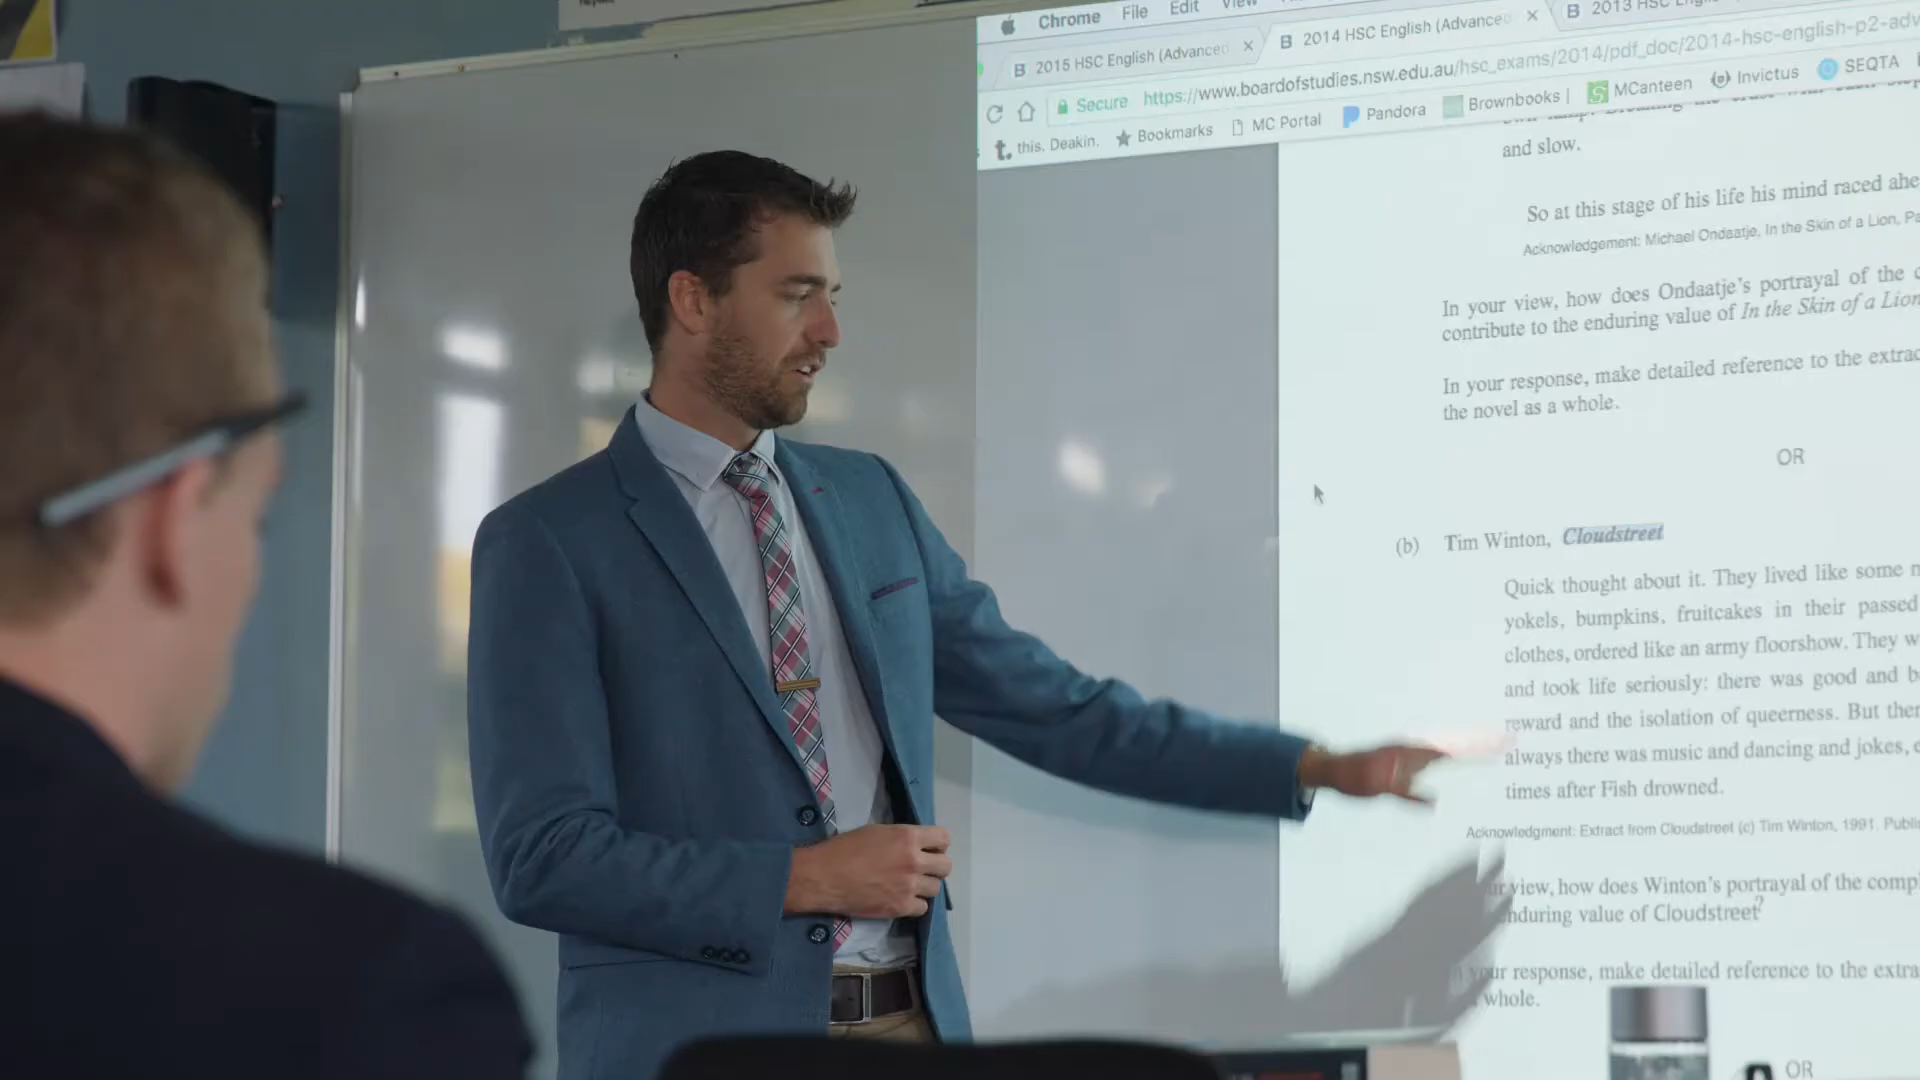 Chrome File Edit View
B 2015 HSC English (Advanced × B 2014 HSC English (Advanced × B 2013 HSC
Secure https://www.boardofstudies.nsw.edu.au/hsc_exams/2014/pdf_doc/2014-hsc-english-p2-adv
t. this. Deakin. Bookmarks MC Portal Pandora Brownbooks | MCanteen Invictus SEQTA
and slow.
So at this stage of his life his mind raced ahe
Acknowledgement: Michael Ondaatje, In the Skin of a Lion, Pa
In your view, how does Ondaatje's portrayal of the c
contribute to the enduring value of In the Skin of a Lion
In your response, make detailed reference to the extrac
the novel as a whole.
OR
(b) Tim Winton, Cloudstreet
Quick thought about it. They lived like some
yokels, bumpkins, fruitcakes in their passed
clothes, ordered like an army floorshow. They w
and took life seriously: there was good and b
reward and the isolation of queerness. But ther
always there was music and dancing and jokes,
times after Fish drowned.
Acknowledgment: Extract from Cloudstreet (c) Tim Winton, 1991. Publi
ur view, how does Winton's portrayal of the comp
nduring value of Cloudstreet?
your response, make detailed reference to the extra
whole.
OR